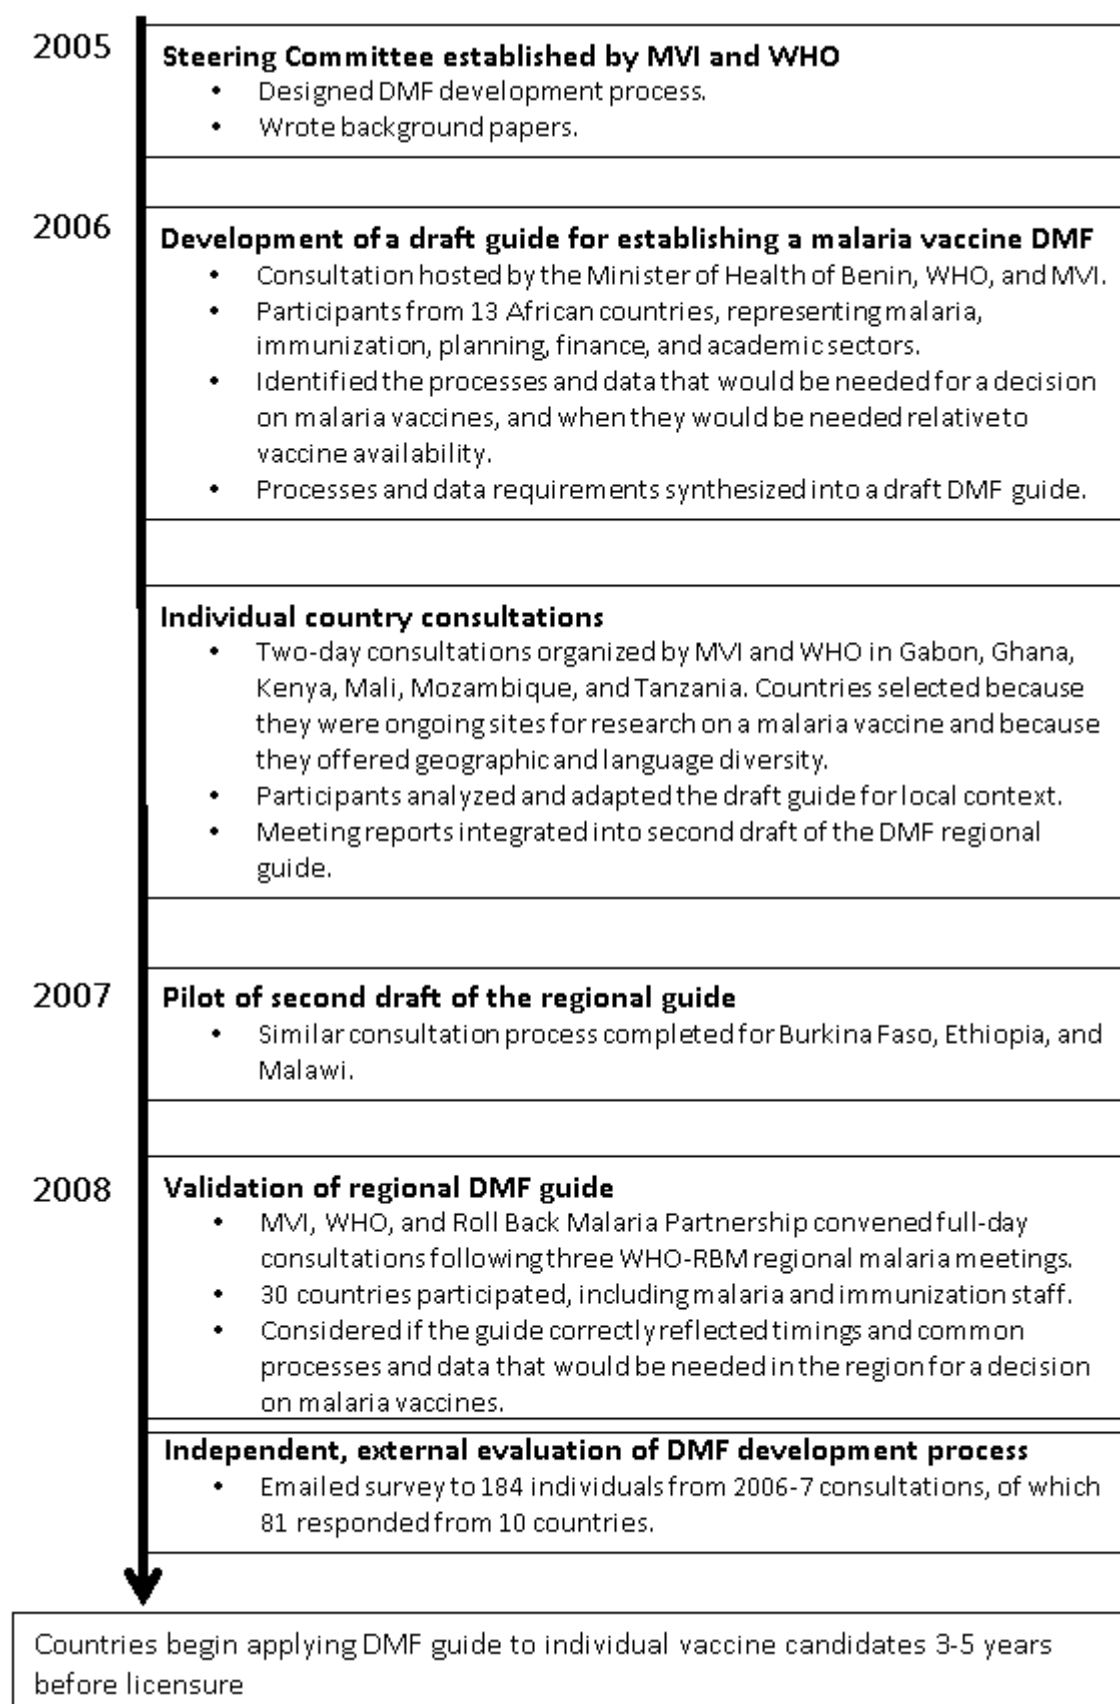 2005
Steering Committee established by MVI and WHO
• Designed DMF development process.
• Wrote background papers.
2006
Development of a draft guide for establishing a malaria vaccine DMF
• Consultation hosted by the Minister of Health of Benin, WHO, and MVI.
• Participants from 13 African countries, representing malaria,
immunization, planning, finance, and academic sectors.
• Identified the processes and data that would be needed for a decision
on malaria vaccines, and when they would be needed relative to
vaccine availability.
• Processes and data requirements synthesized into a draft DMF guide.
Individual country consultations
• Two-day consultations organized by MVI and WHO in Gabon, Ghana,
Kenya, Mali, Mozambique, and Tanzania. Countries selected because
they were ongoing sites for research on a malaria vaccine and because
they offered geographic and language diversity.
• Participants analyzed and adapted the draft guide for local context.
• Meeting reports integrated into second draft of the DMF regional
guide.
2007
Pilot of second draft of the regional guide
• Similar consultation process completed for Burkina Faso, Ethiopia, and
Malawi.
2008
Validation of regional DMF guide
• MVI, WHO, and Roll Back Malaria Partnership convened full-day
consultations following three WHO-RBM regional malaria meetings.
• 30 countries participated, including malaria and immunization staff.
• Considered if the guide correctly reflected timings and common
processes and data that would be needed in the region for a decision
on malaria vaccines.
Independent, external evaluation of DMF development process
• Emailed survey to 184 individuals from 2006-7 consultations, of which
81 responded from 10 countries.
Countries begin applying DMF guide to individual vaccine candidates 3-5 years
before licensure